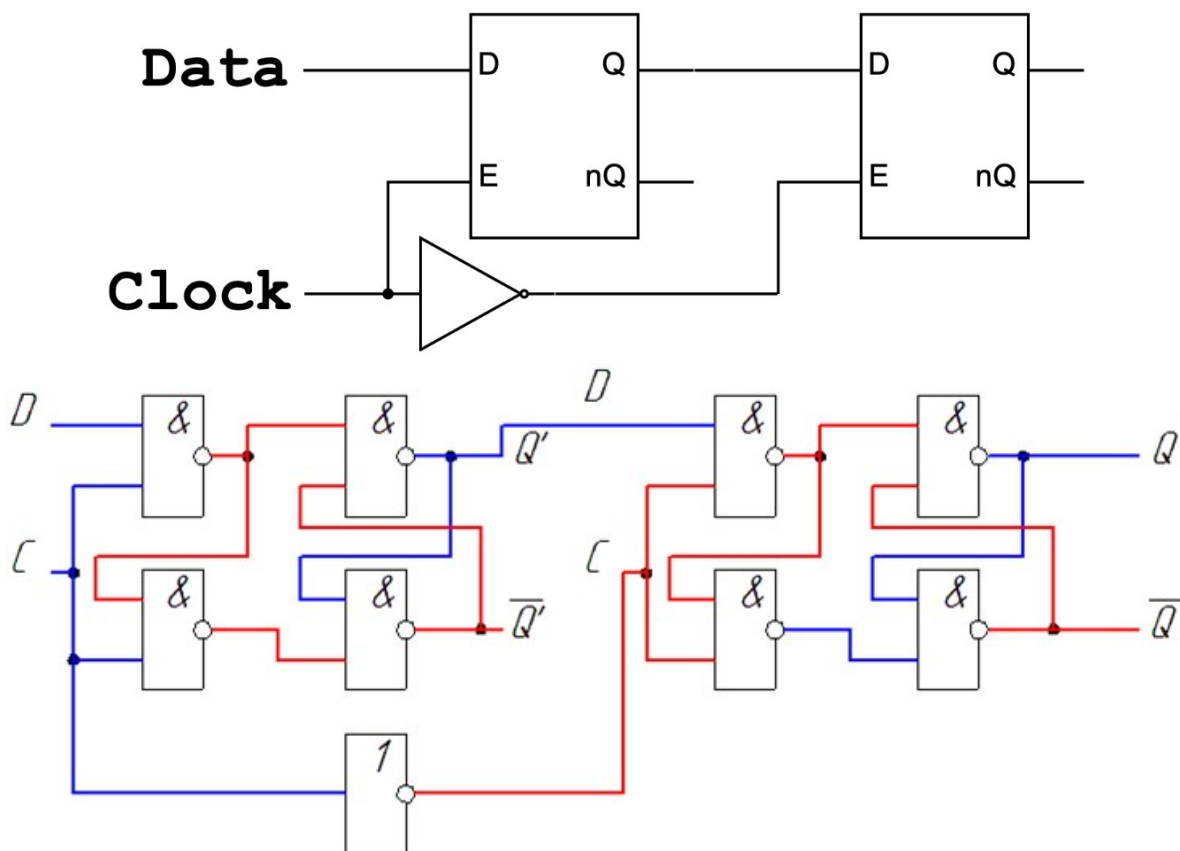 Data D Q D Q
E nQ E nQ
Clock
D & & Q' D & & Q
C & & Q' C & & Q
1